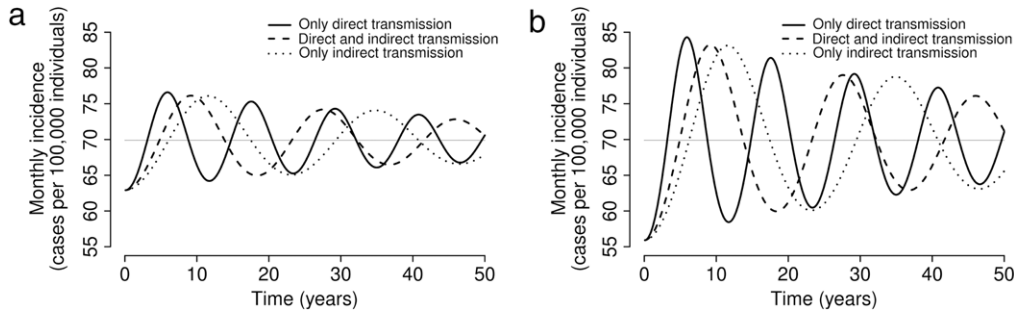 a
Only direct transmission
Direct and indirect transmission
Only indirect transmission
Monthly incidence
(cases per 100,000 individuals)
85
80
75
70
65
60
55
0 10 20 30 40 50
Time (years)
b
Only direct transmission
Direct and indirect transmission
Only indirect transmission
Monthly incidence
(cases per 100,000 individuals)
85
80
75
70
65
60
55
0 10 20 30 40 50
Time (years)